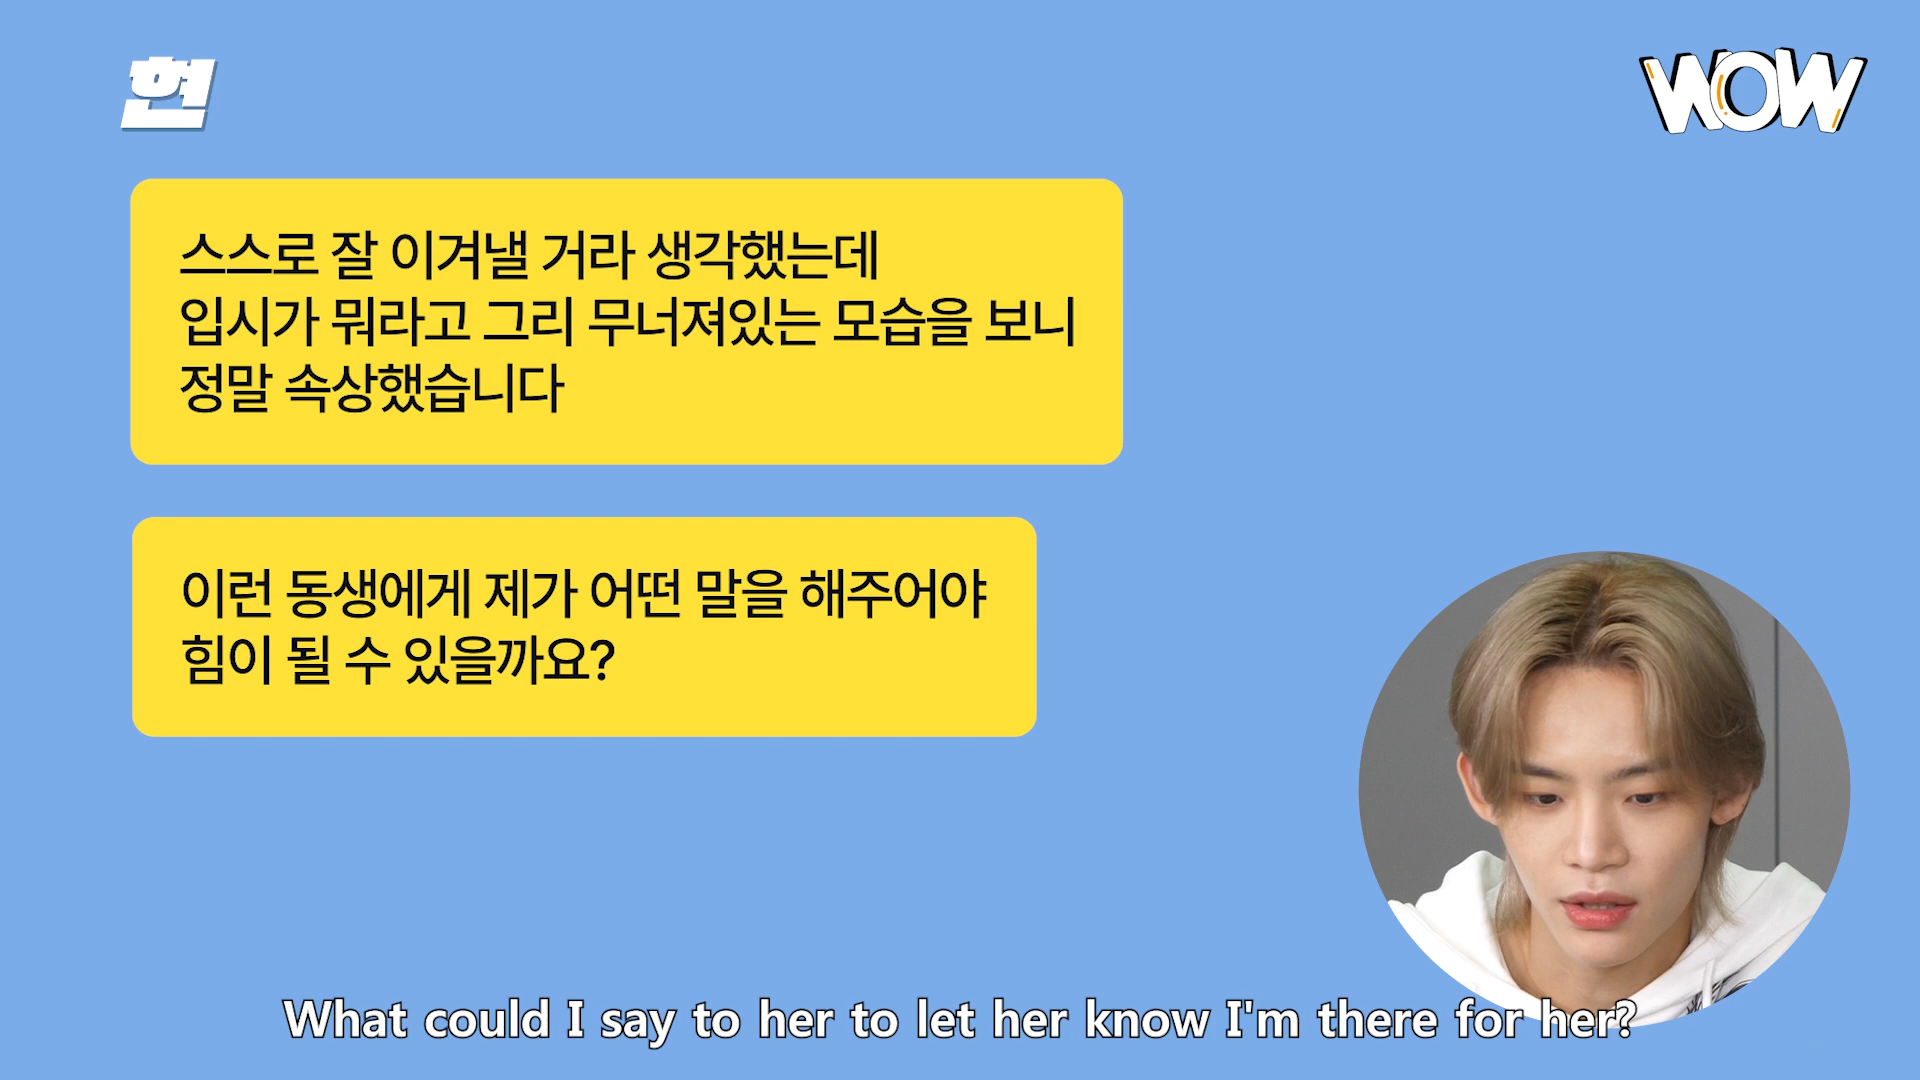 현
WOW
스스로 잘 이겨낼 거라 생각했는데
입시가 뭐라고 그리 무너져있는 모습을 보니
정말 속상했습니다
이런 동생에게 제가 어떤 말을 해주어야
힘이 될 수 있을까요?
What could I say to her to let her know I'm there for her?